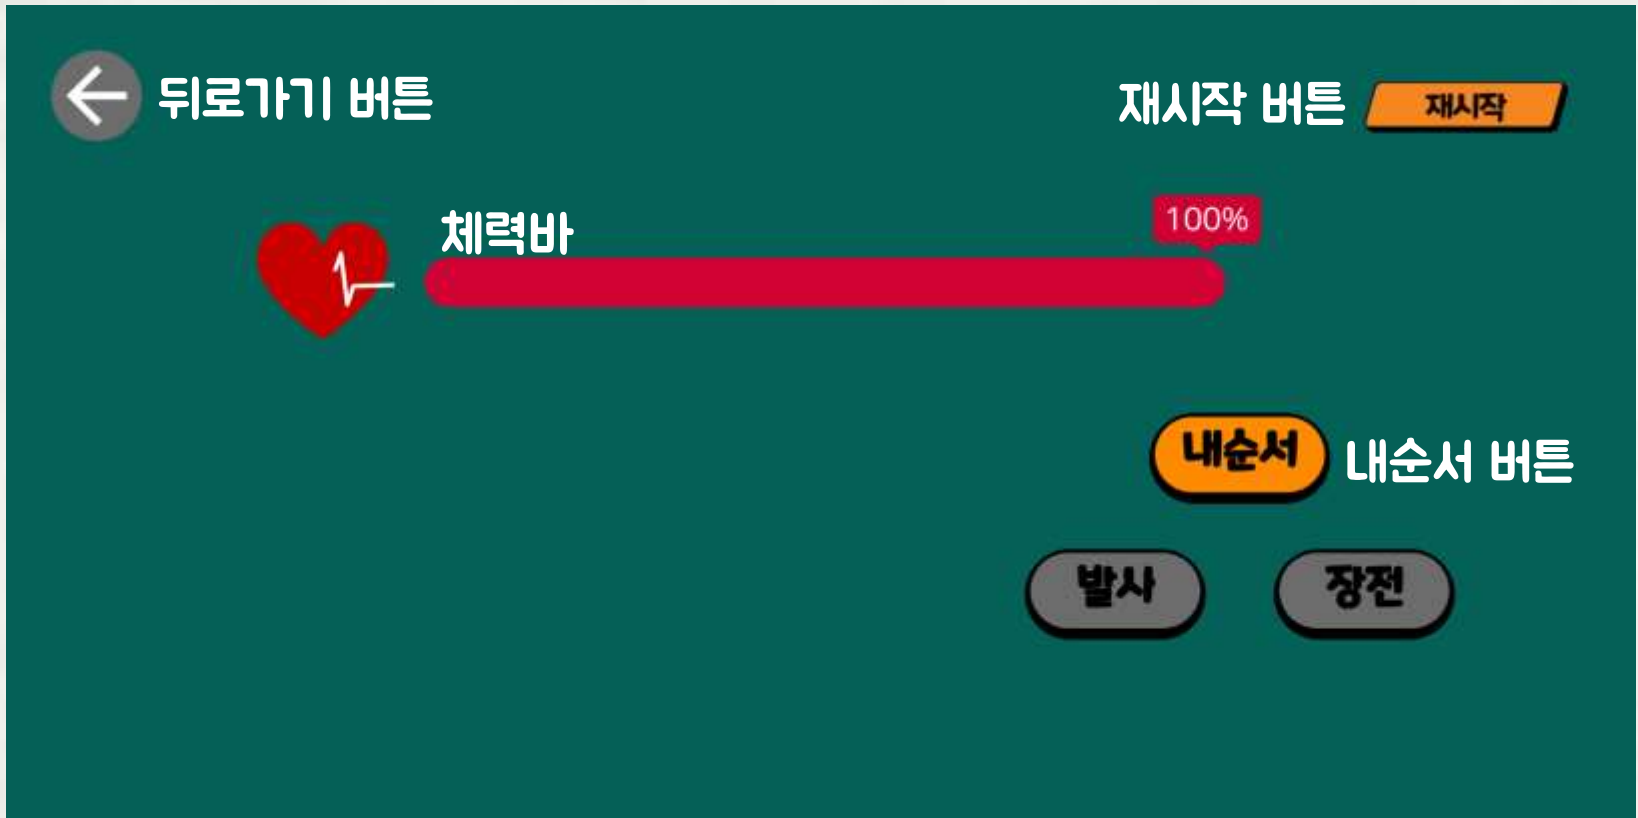 뒤로가기 버튼
재시작 버튼 재시작
100%
체력바
내순서 내순서 버튼
발사 장전